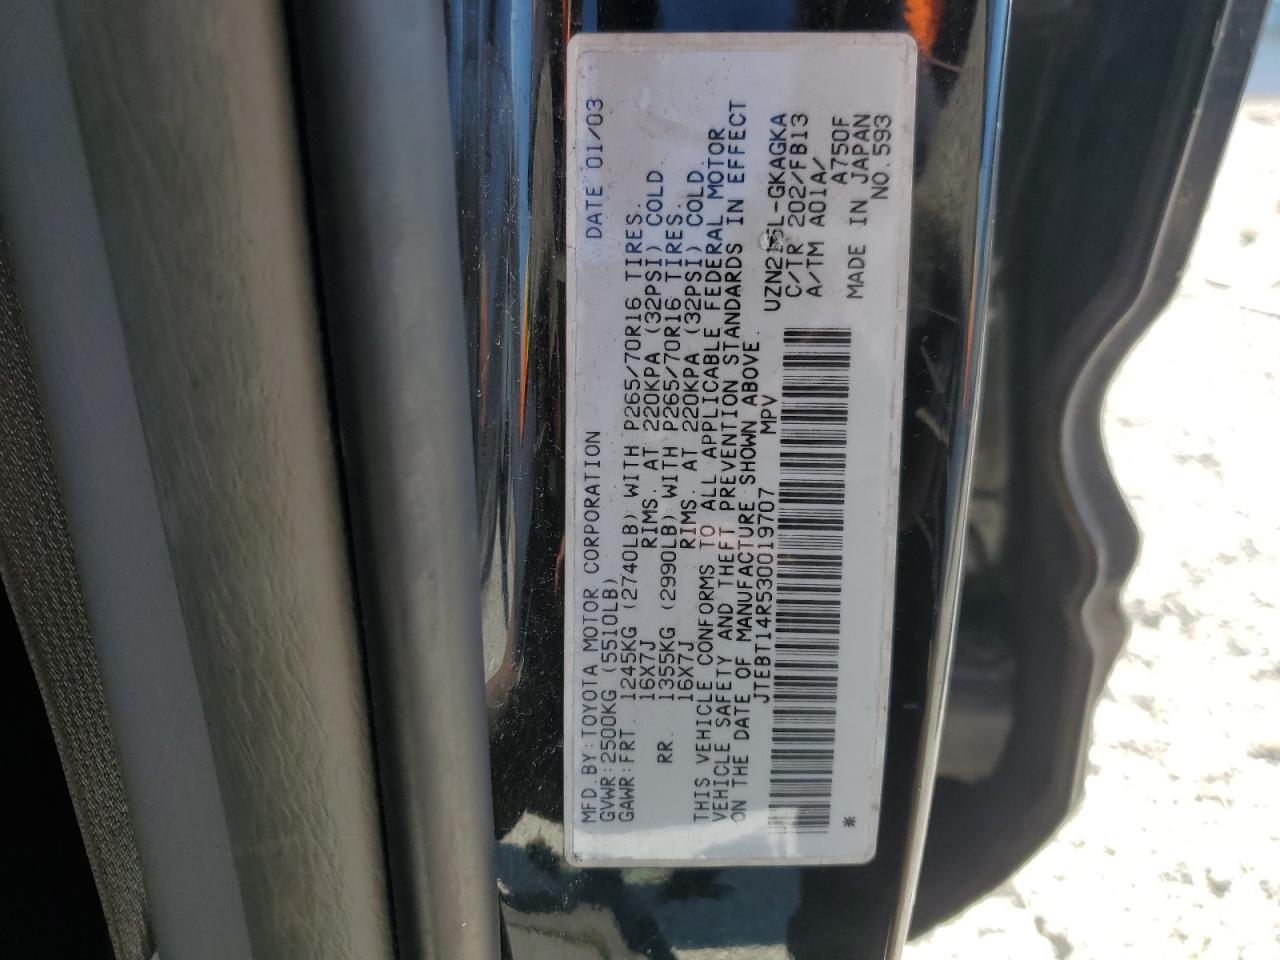 MFD. BY: TOYOTA MOTOR CORPORATION DATE 01/03
GVWR: 2500KG (5510LB)
GAWR: FRT. 1245KG (2740LB) WITH P265/70R16 TIRES,
16X7J RIMS, AT 220KPA (32PSI) COLD
RR. 1355KG (2990LB) WITH P265/70R16 TIRES,
16X7J RIMS, AT 220KPA (32PSI) COLD.
THIS VEHICLE CONFORMS TO ALL APPLICABLE FEDERAL MOTOR
VEHICLE SAFETY AND THEFT PREVENTION STANDARDS IN EFFECT
ON THE DATE OF MANUFACTURE SHOWN ABOVE.
JTEBT14R530019707 MPV UZN215L-GKAGKA
C/TR 202/FB13
A/TM A01A/
A750F
MADE IN JAPAN
NO. 593
*